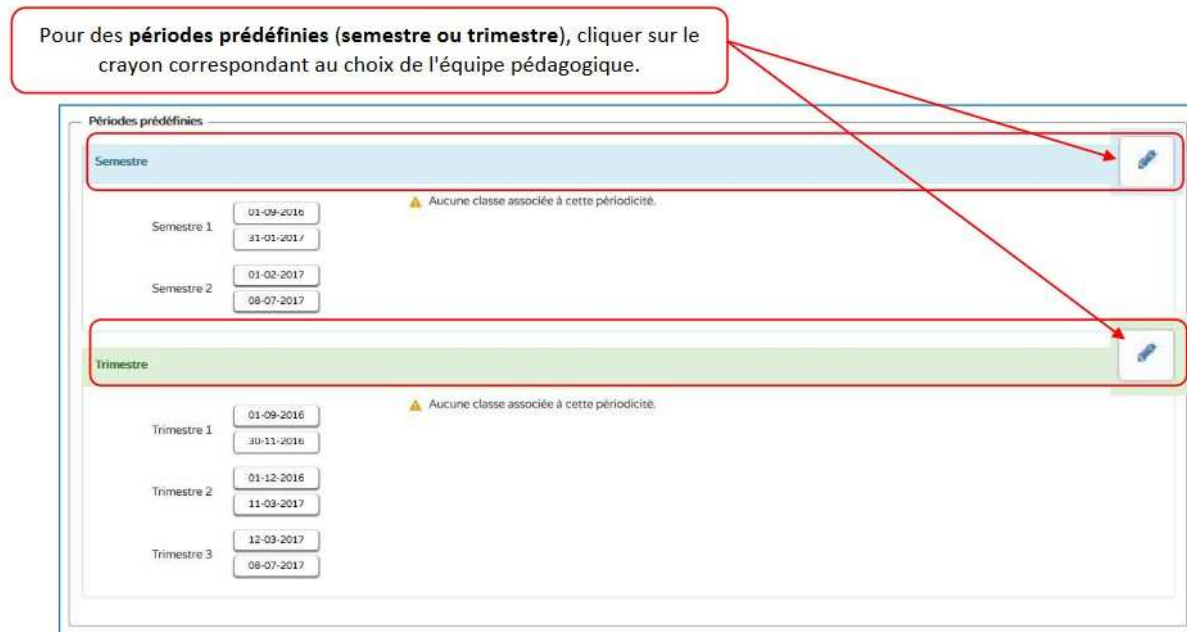 Pour des périodes prédéfinies (semestre ou trimestre), cliquer sur le
crayon correspondant au choix de l'équipe pédagogique.
Périodes prédéfinies
Semestre
Semestre 1
01-09-2016
31-01-2017
Aucune classe associée à cette périodicité.
Semestre 2
01-02-2017
08-07-2017
Trimestre
Trimestre 1
01-09-2016
30-11-2016
Aucune classe associée à cette périodicité.
Trimestre 2
01-12-2016
11-03-2017
Trimestre 3
12-03-2017
08-07-2017